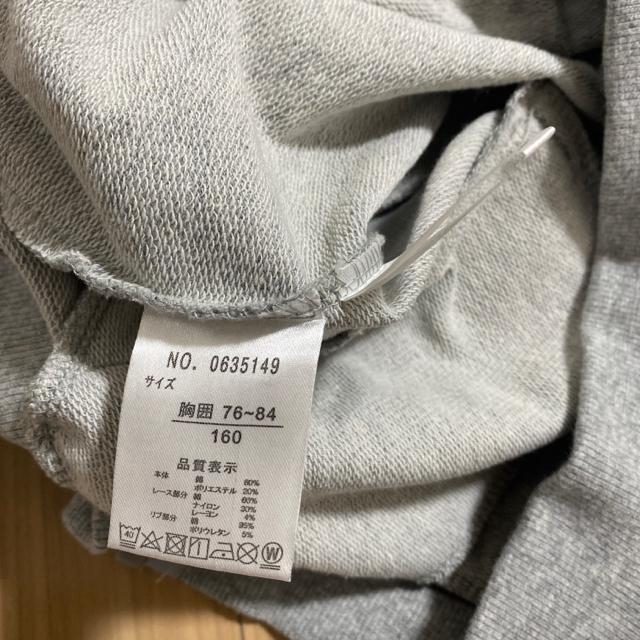 NO. 0635149
サイズ
胸囲 76~84
160
品質表示
本体 綿 80%
ポリエステル 20%
レース部分 綿 60%
ナイロン 30%
レーヨン 4%
リブ部分 綿 95%
ポリウレタン 5%
40 W